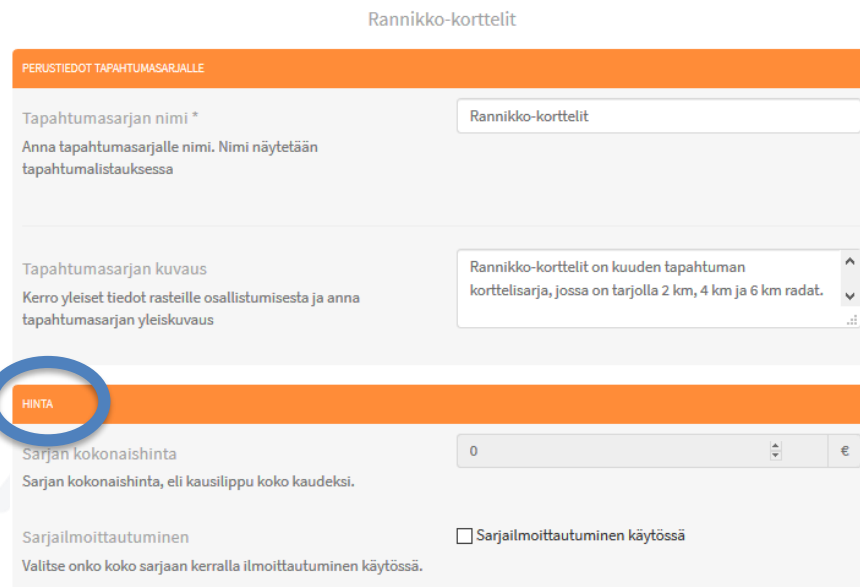 Rannikko-korttelit
PERUSTIEDOT TAPAHTUMASARJALLE
Tapahtumasarjan nimi *
Rannikko-korttelit
Anna tapahtumasarjalle nimi. Nimi näytetään
tapahtumalistauksessa
Tapahtumasarjan kuvaus
Rannikko-korttelit on kuuden tapahtuman
korttelisarja, jossa on tarjolla 2 km, 4 km ja 6 km radat.
Kerro yleiset tiedot rasteille osallistumisesta ja anna
tapahtumasarjan yleiskuvaus
HINTA
Sarjan kokonaishinta
0 €
Sarjan kokonaishinta, eli kausilippu koko kaudeksi.
Sarjailmoittautuminen
Sarjailmoittautuminen käytössä
Valitse onko koko sarjaan kerralla ilmoittautuminen käytössä.